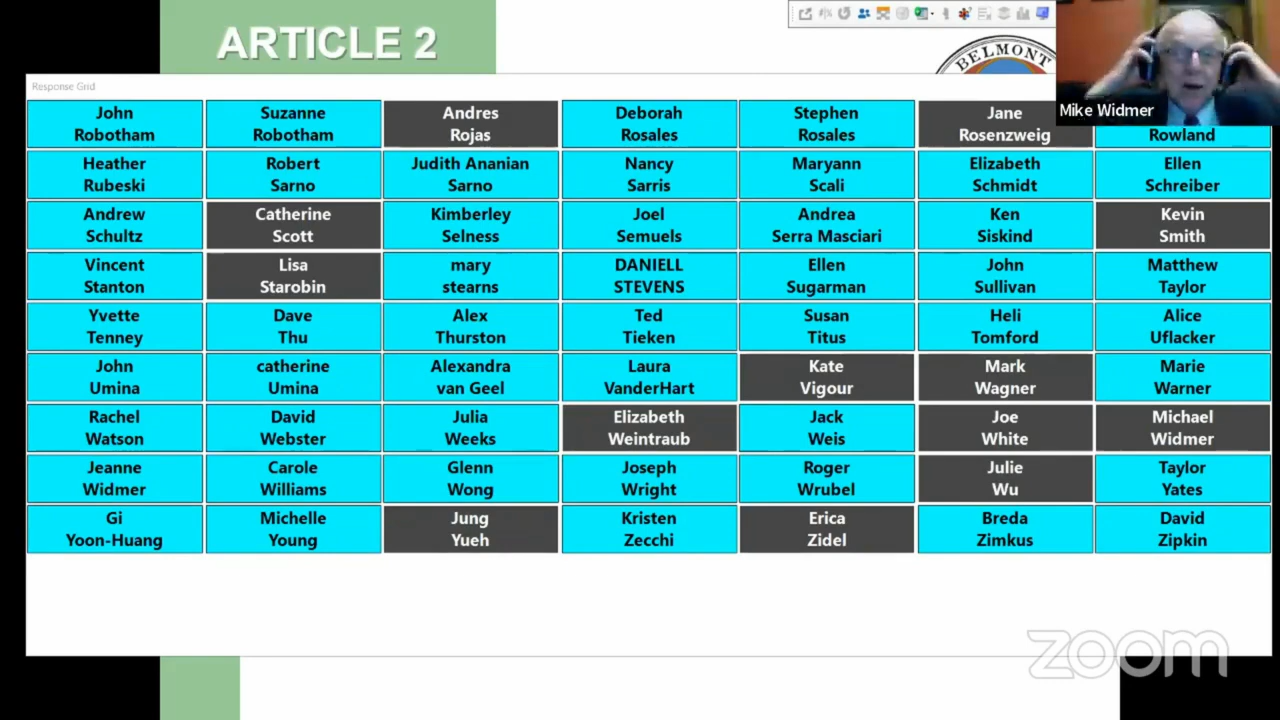 ARTICLE 2
BELMONT
Mike Widmer
Response Grid
John Robotham
Suzanne Robotham
Andres Rojas
Deborah Rosales
Stephen Rosales
Jane Rosenzweig
Rowland
Heather Rubeski
Robert Sarno
Judith Ananian Sarno
Nancy Sarris
Maryann Scali
Elizabeth Schmidt
Ellen Schreiber
Andrew Schultz
Catherine Scott
Kimberley Selness
Joel Semuels
Andrea Serra Masciari
Ken Siskind
Kevin Smith
Vincent Stanton
Lisa Starobin
mary stearns
DANIELL STEVENS
Ellen Sugarman
John Sullivan
Matthew Taylor
Yvette Tenney
Dave Thu
Alex Thurston
Ted Tieken
Susan Titus
Heli Tomford
Alice Uflacker
John Umina
catherine Umina
Alexandra van Geel
Laura VanderHart
Kate Vigour
Mark Wagner
Marie Warner
Rachel Watson
David Webster
Julia Weeks
Elizabeth Weintraub
Jack Weis
Joe White
Michael Widmer
Jeanne Widmer
Carole Williams
Glenn Wong
Joseph Wright
Roger Wrubel
Julie Wu
Taylor Yates
Gi Yoon-Huang
Michelle Young
Jung Yueh
Kristen Zecchi
Erica Zidel
Breda Zimkus
David Zipkin
zoom